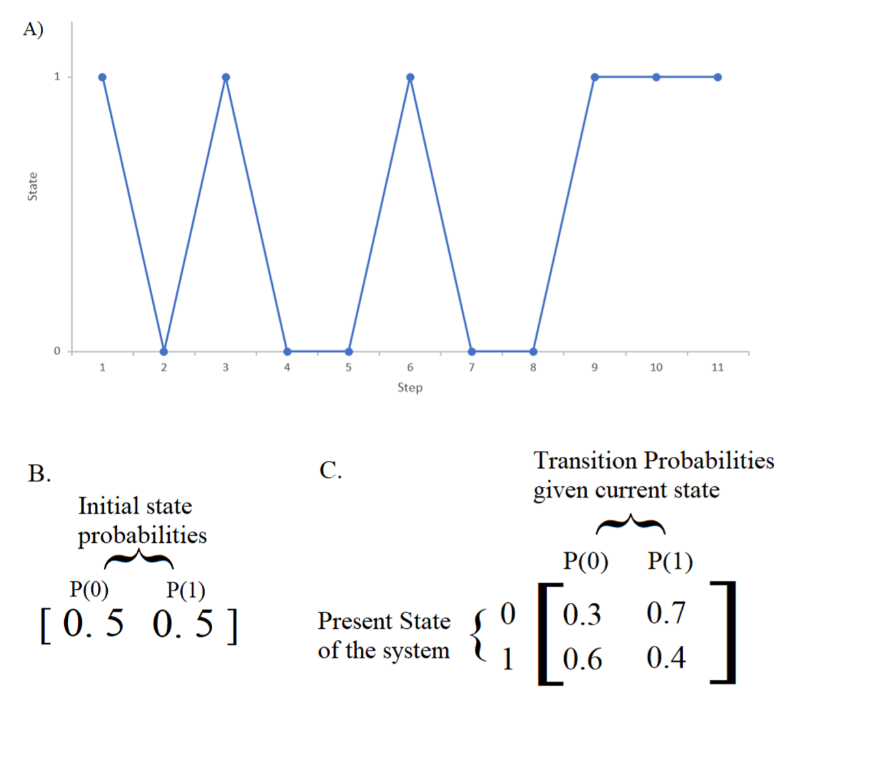 A)
1
State
0
1 2 3 4 5 6 7 8 9 10 11
Step
B.
Initial state
probabilities
P(0) P(1)
[ 0. 5 0. 5 ]
C.
Transition Probabilities
given current state
P(0) P(1)
Present State
of the system
0 0.3 0.7
1 0.6 0.4